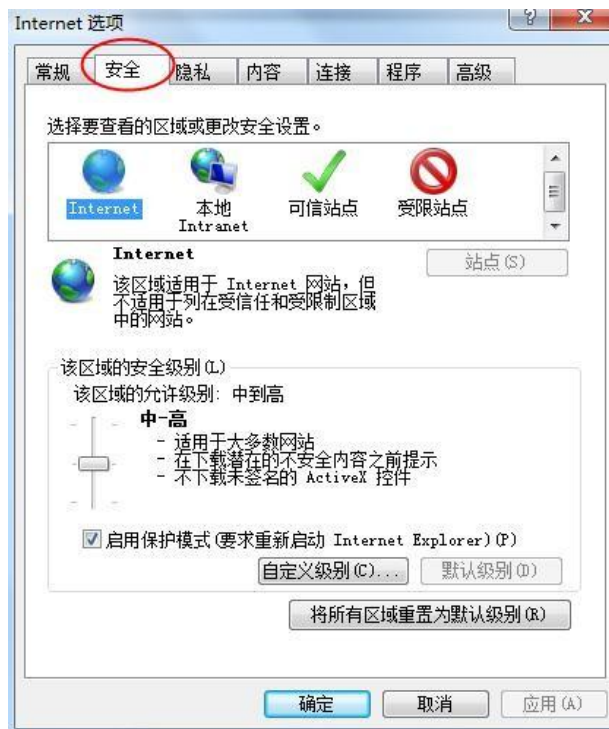 Internet 选项
常规 安全 隐私 内容 连接 程序 高级
选择要查看的区域或更改安全设置。
Internet 本地 可信站点 受限站点
Intranet
Internet 站点(S)
该区域适用于 Internet 网站，但
不适用于列在受信任和受限制区域
中的网站。
该区域的安全级别(L)
该区域的允许级别: 中到高
中-高
- 适用于大多数网站
- 在下载潜在的不安全内容之前提示
- 不下载未签名的 ActiveX 控件
启用保护模式(要求重新启动 Internet Explorer)(P)
自定义级别(C)... 默认级别(D)
将所有区域重置为默认级别(R)
确定 取消 应用(A)